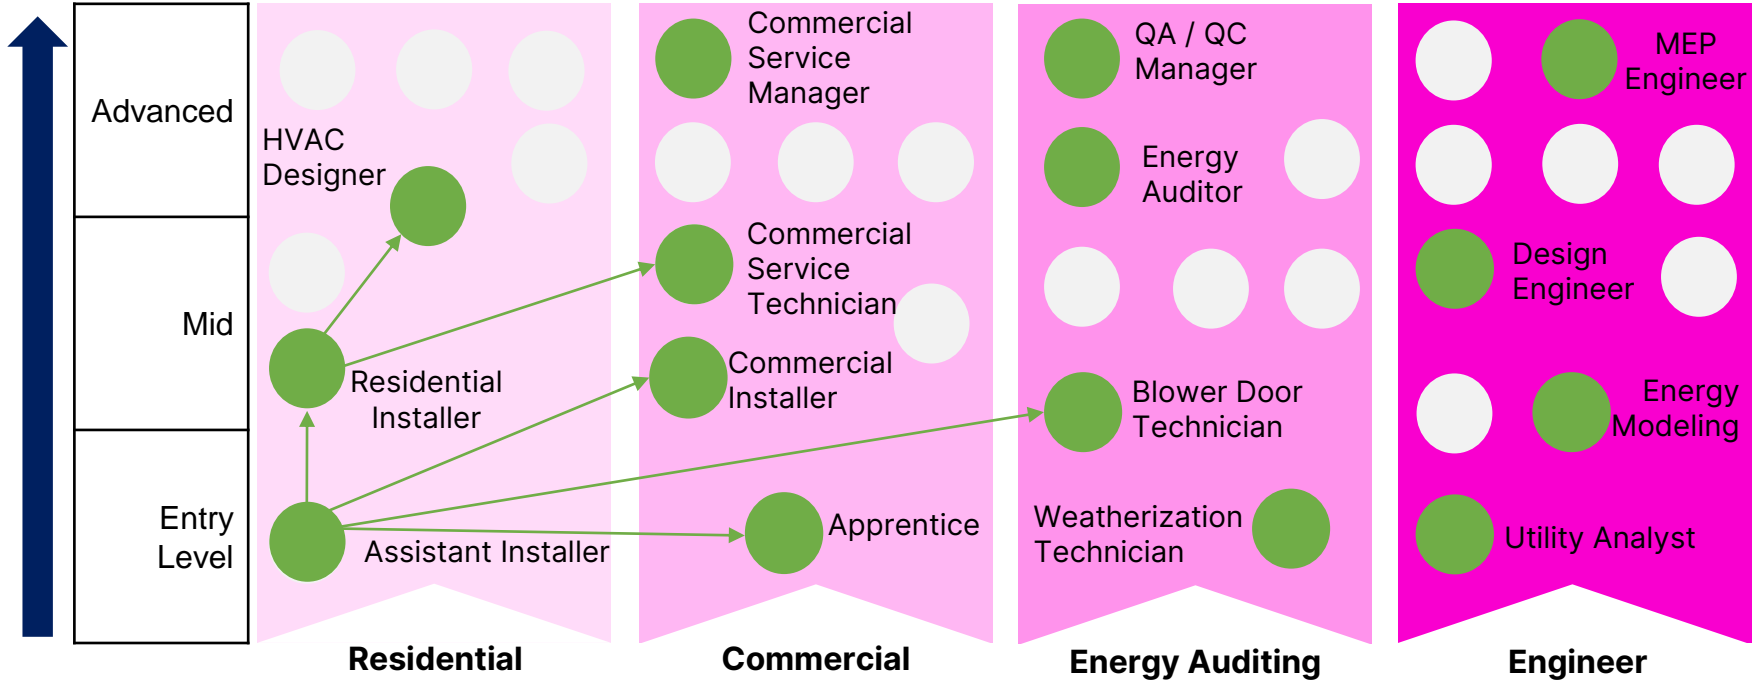 Advanced
Mid
Entry
Level
HVAC
Designer
Residential
Installer
Assistant Installer
Residential
Commercial
Service
Manager
Commercial
Service
Technician
Commercial
Installer
Apprentice
Commercial
QA / QC
Manager
Energy
Auditor
Blower Door
Technician
Weatherization
Technician
Energy Auditing
MEP
Engineer
Design
Engineer
Energy
Modeling
Utility Analyst
Engineer